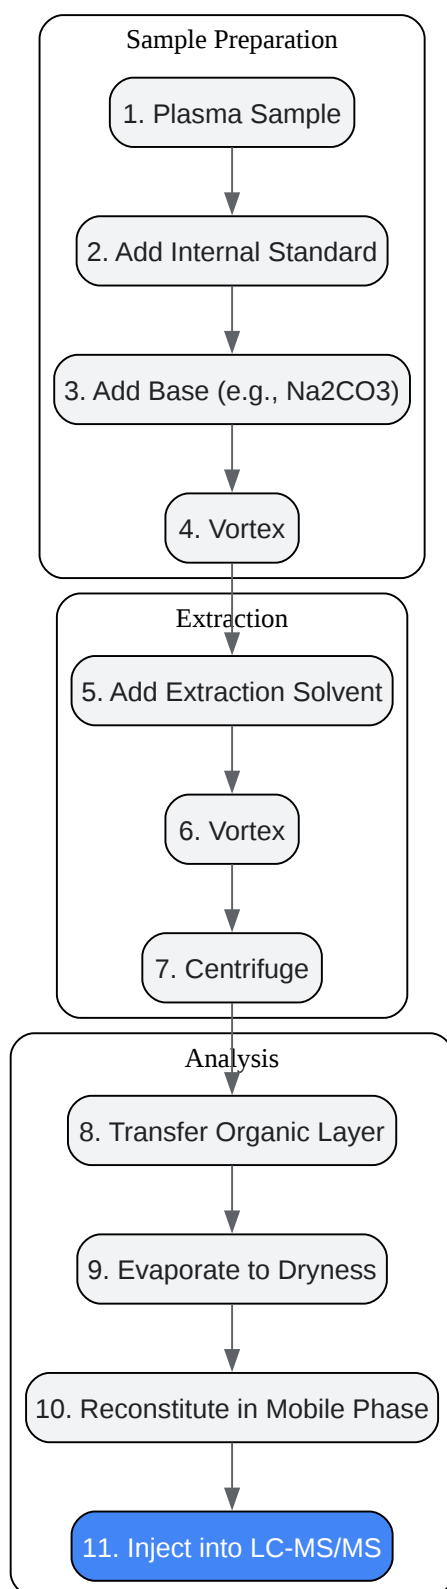 Sample Preparation
1. Plasma Sample
2. Add Internal Standard
3. Add Base (e.g., Na2CO3)
4. Vortex
Extraction
5. Add Extraction Solvent
6. Vortex
7. Centrifuge
Analysis
8. Transfer Organic Layer
9. Evaporate to Dryness
10. Reconstitute in Mobile Phase
11. Inject into LC-MS/MS